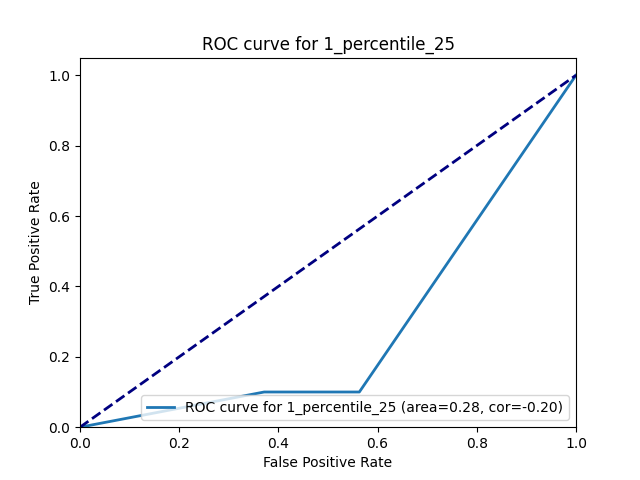 ROC curve for 1_percentile_25
True Positive Rate
1.0
0.8
0.6
0.4
0.2
0.0
ROC curve for 1_percentile_25 (area=0.28, cor=-0.20)
0.0 0.2 0.4 0.6 0.8 1.0
False Positive Rate